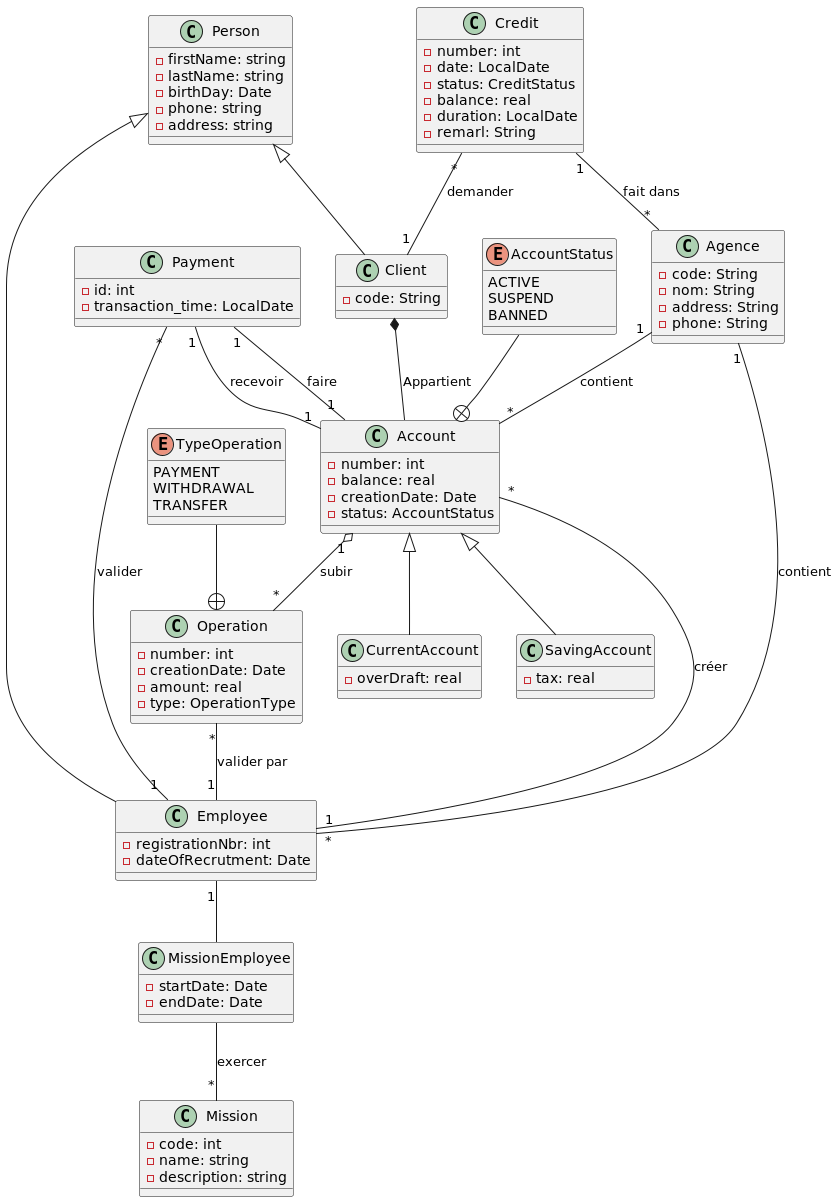 C Person
firstName: string
lastName: string
birthDay: Date
phone: string
address: string
C Credit
number: int
date: LocalDate
status: CreditStatus
balance: real
duration: LocalDate
remarl: String
* demander 1
1 fait dans *
C Payment
id: int
transaction_time: LocalDate
C Client
code: String
E AccountStatus
ACTIVE
SUSPEND
BANNED
C Agence
code: String
nom: String
address: String
phone: String
* valider 1
1 recevoir 1
1 faire 1
Appartient
1 contient *
1 contient *
E TypeOperation
PAYMENT
WITHDRAWAL
TRANSFER
C Account
number: int
balance: real
creationDate: Date
status: AccountStatus
1 subir *
* créer 1
C Operation
number: int
creationDate: Date
amount: real
type: OperationType
C CurrentAccount
overDraft: real
C SavingAccount
tax: real
* valider par 1
C Employee
registrationNbr: int
dateOfRecrutment: Date
1
C MissionEmployee
startDate: Date
endDate: Date
exercer
*
C Mission
code: int
name: string
description: string